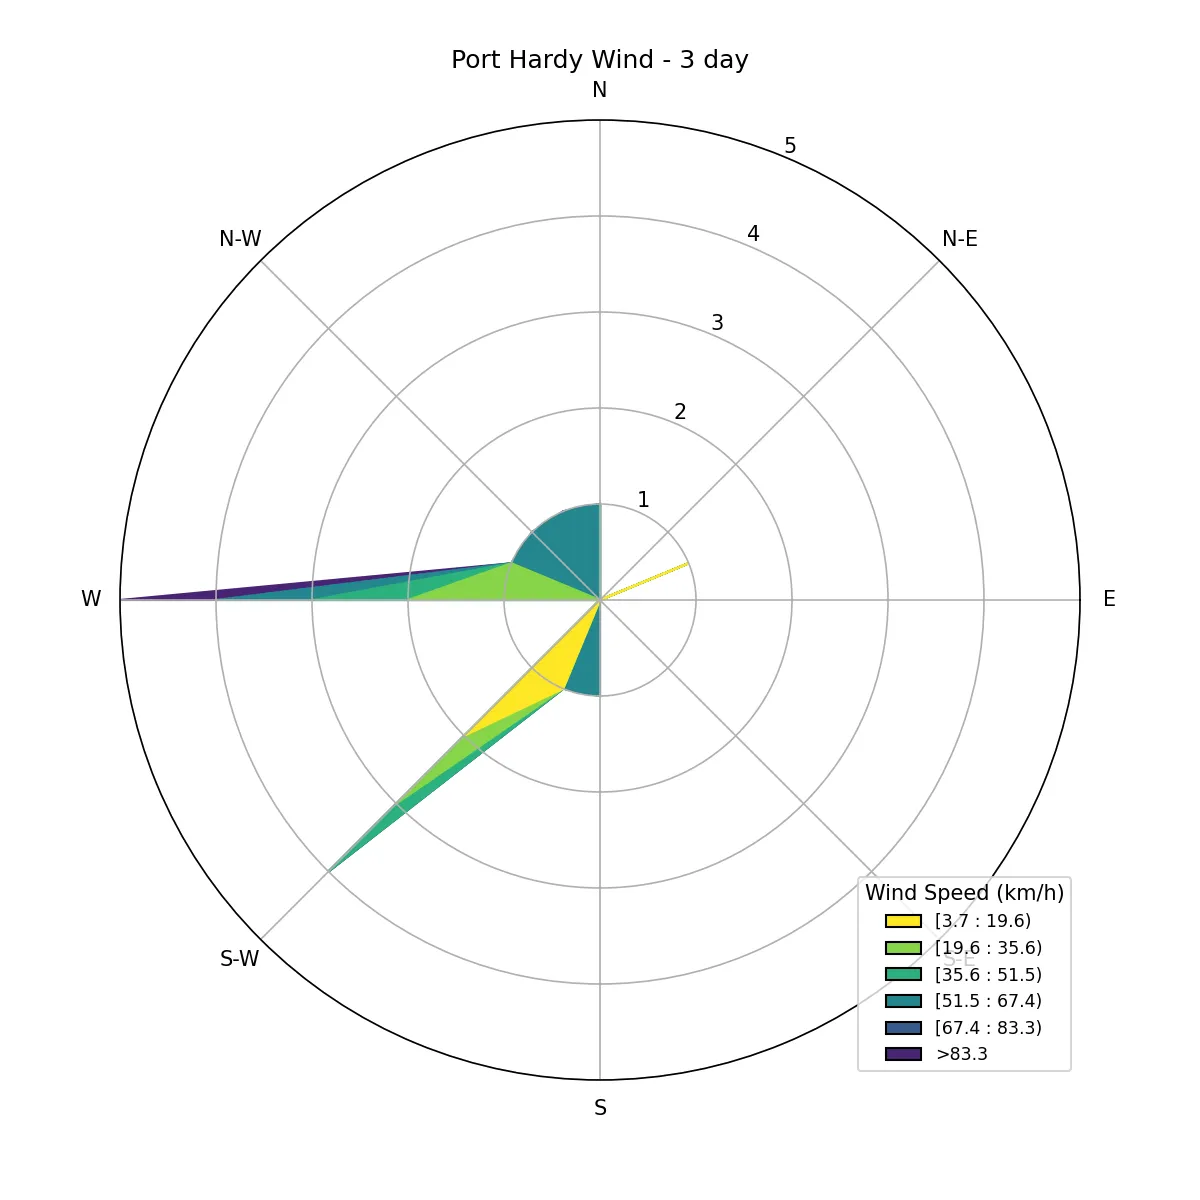 Port Hardy Wind - 3 day
N
5
N-W
N-E
4
3
2
1
W
E
S-W
S-E
S
Wind Speed (km/h)
[3.7 : 19.6)
[19.6 : 35.6)
[35.6 : 51.5)
[51.5 : 67.4)
[67.4 : 83.3)
>83.3